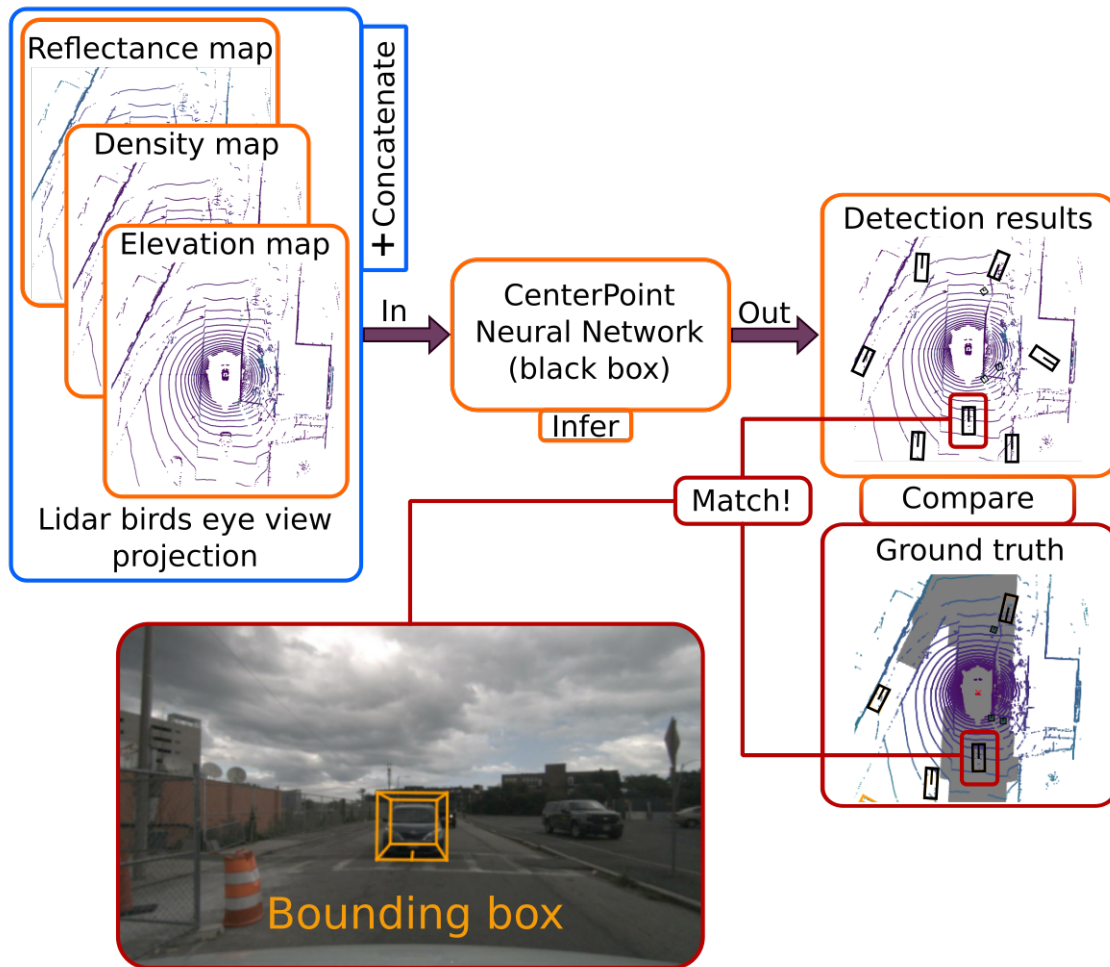 Reflectance map
Density map
Elevation map
Lidar birds eye view
projection
+ Concatenate
In
CenterPoint
Neural Network
(black box)
Infer
Out
Detection results
Match!
Compare
Ground truth
Bounding box